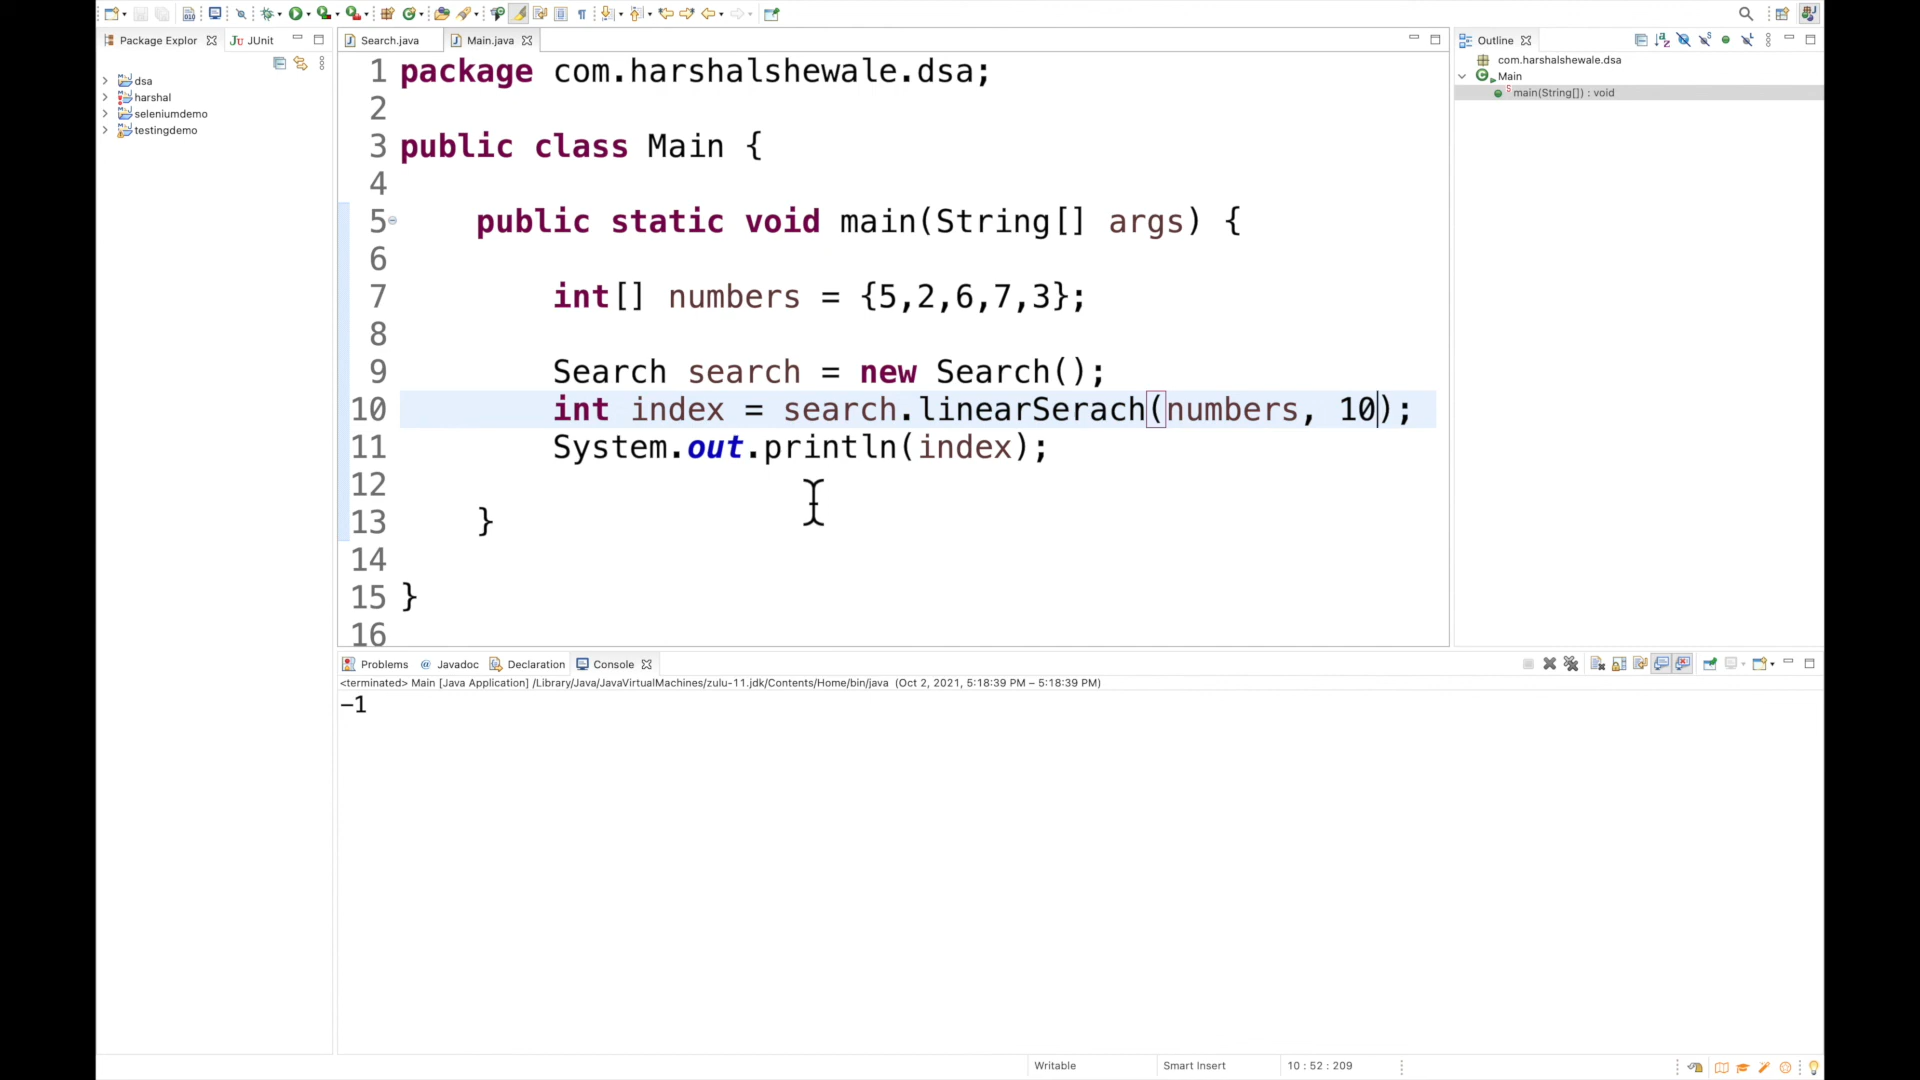 Package Explor
JUnit
dsa
harshal
seleniumdemo
testingdemo
Search.java
Main.java
1 package com.harshalshewale.dsa;
2
3 public class Main {
4
5 public static void main(String[] args) {
6
7 int[] numbers = {5,2,6,7,3};
8
9 Search search = new Search();
10 int index = search.linearSerach(numbers, 10);
11 System.out.println(index);
12
13 }
14
15 }
16
Outline
com.harshalshewale.dsa
Main
main(String[]) : void
Problems
Javadoc
Declaration
Console
<terminated> Main [Java Application] /Library/Java/JavaVirtualMachines/zulu-11.jdk/Contents/Home/bin/java (Oct 2, 2021, 5:18:39 PM – 5:18:39 PM)
-1
Writable
Smart Insert
10 : 52 : 209